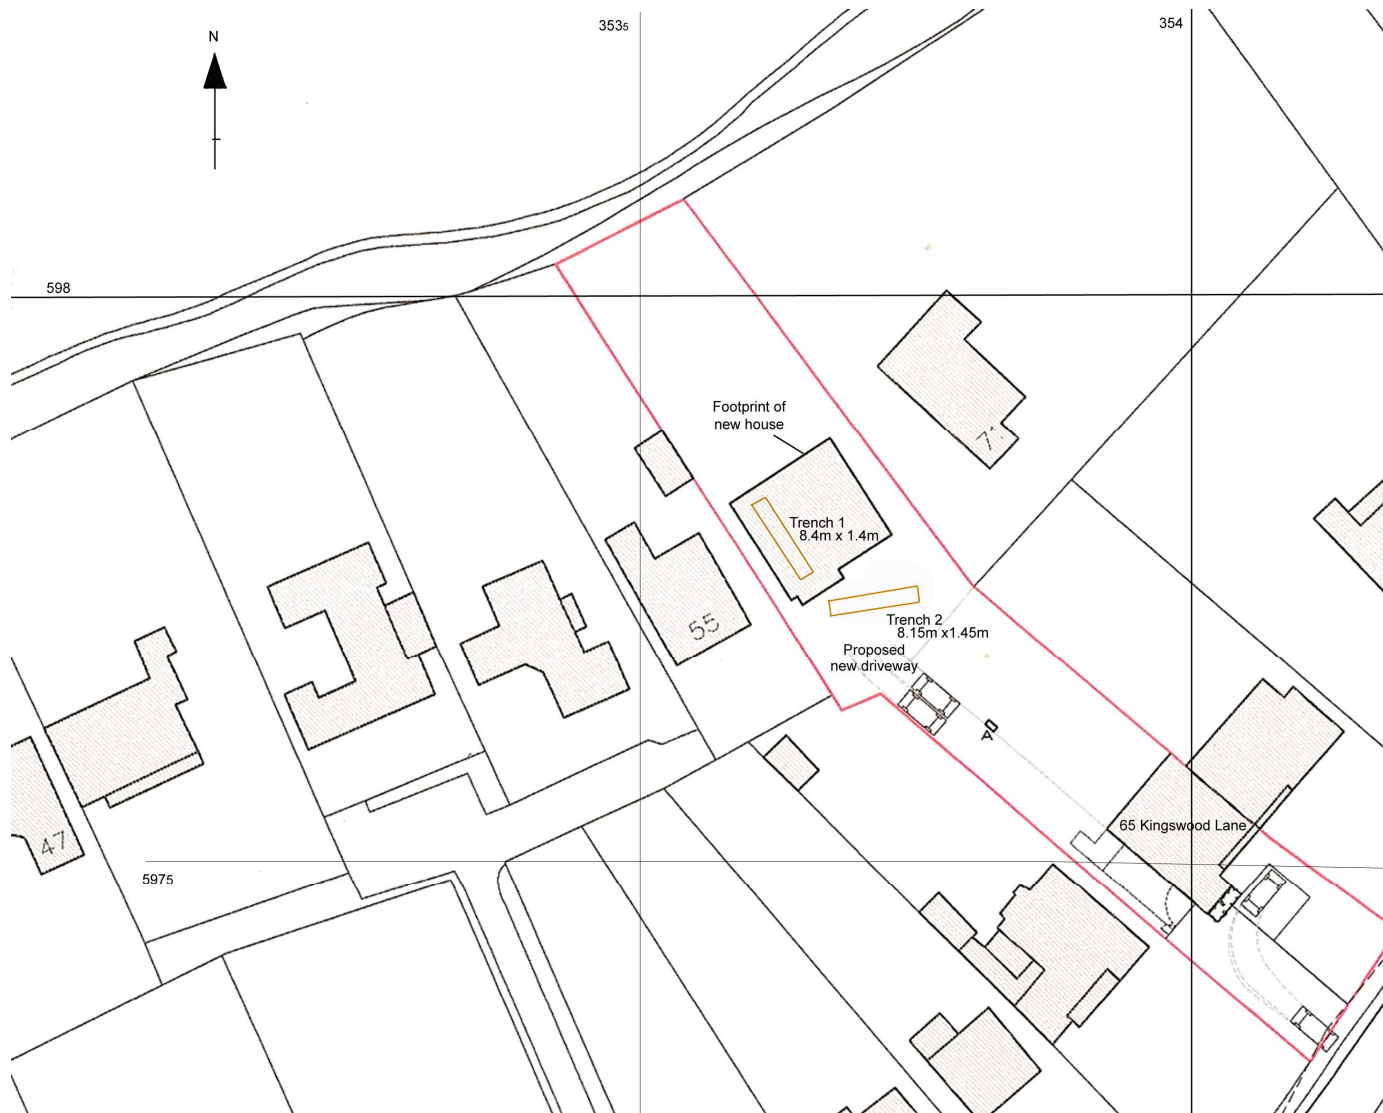 N
3535
354
598
71
Footprint of
new house
Trench 1
8.4m x 1.4m
Trench 2
8.15m x1.45m
55
Proposed
new driveway
A
65 Kingswood Lane
47
5975